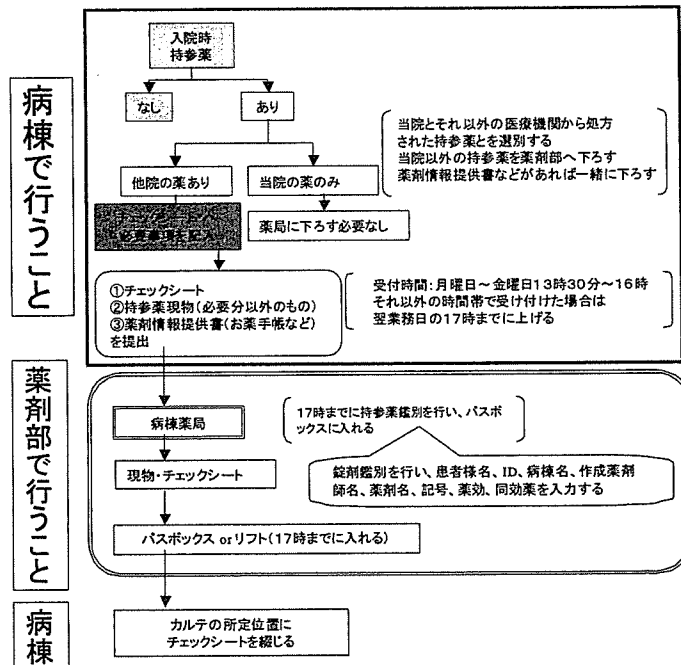 病棟で行うこと
入院時
持参薬
なし
あり
当院とそれ以外の医療機関から処方
された持参薬とを選別する
当院以外の持参薬を薬剤部へ下ろす
薬剤情報提供書などがあれば一緒に下ろす
他院の薬あり
当院の薬のみ
必要事項を記入
薬局に下ろす必要なし
①チェックシート
②持参薬現物(必要分以外のもの)
③薬剤情報提供書(お薬手帳など)
を提出
受付時間:月曜日～金曜日13時30分～16時
それ以外の時間帯で受け付けた場合は
翌業務日の17時までに上げる
薬剤部で行うこと
病棟薬局
17時までに持参薬鑑別を行い、パスボ
ックスに入れる
現物・チェックシート
錠剤鑑別を行い、患者様名、ID、病棟名、作成薬剤
師名、薬剤名、記号、薬効、同効薬を入力する
パスボックス orリフト(17時までに入れる)
病棟
カルテの所定位置に
チェックシートを綴じる